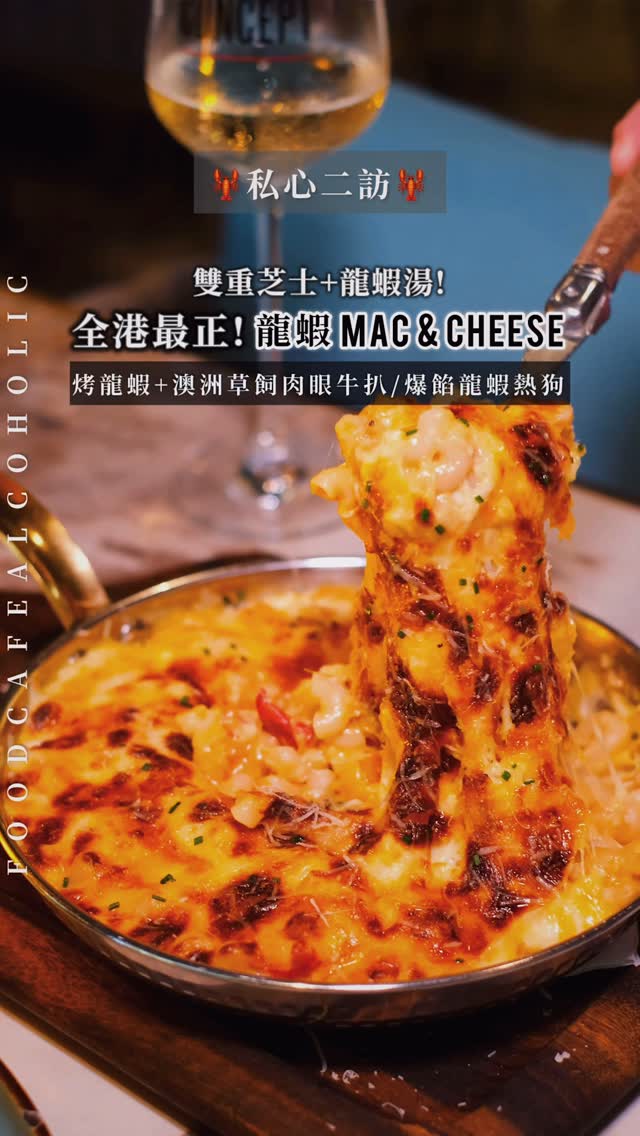 🦞私心二訪🦞
雙重芝士+龍蝦湯!
全港最正! 龍蝦 MAC & CHEESE
烤龍蝦+澳洲草飼肉眼牛扒/爆餡龍蝦熱狗
FOODCAFEALCOHOLIC